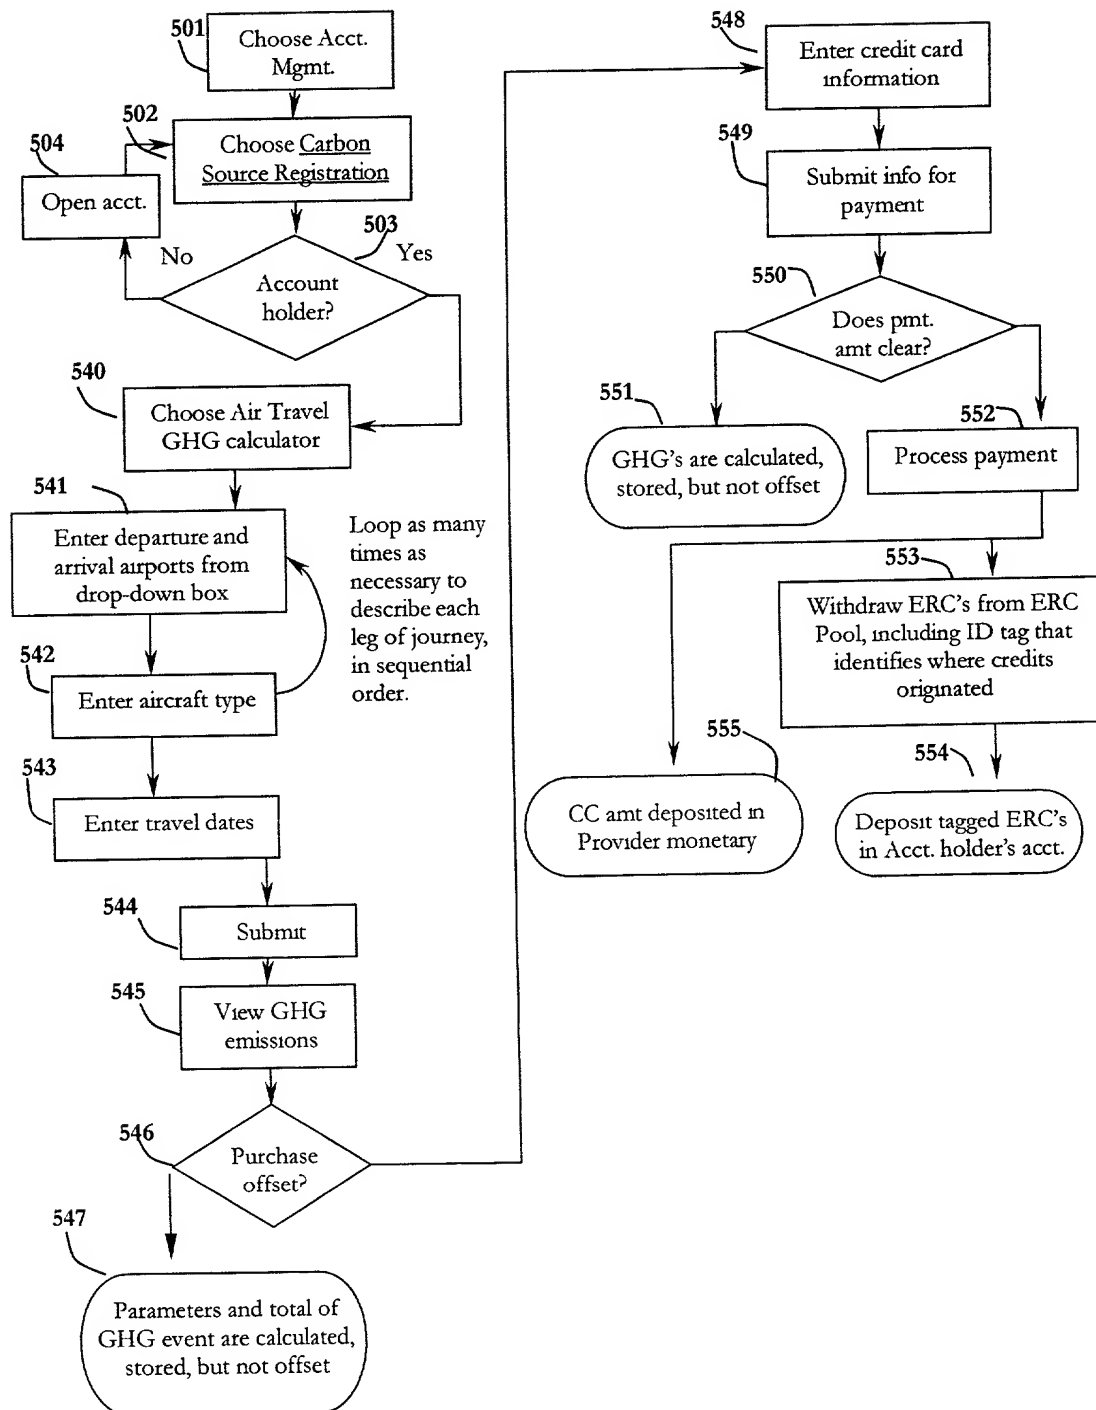 501
Choose Acct.
Mgmt.
502
Choose Carbon
Source Registration
504
Open acct.
No
503
Yes
Account
holder?
540
Choose Air Travel
GHG calculator
541
Enter departure and
arrival airports from
drop-down box
Loop as many
times as
necessary to
describe each
leg of journey,
in sequential
order.
542
Enter aircraft type
543
Enter travel dates
544
Submit
545
View GHG
emissions
546
Purchase
offset?
547
Parameters and total of
GHG event are calculated,
stored, but not offset
548
Enter credit card
information
549
Submit info for
payment
550
Does pmt.
amt clear?
551
GHG's are calculated,
stored, but not offset
552
Process payment
553
Withdraw ERC's from ERC
Pool, including ID tag that
identifies where credits
originated
555
CC amt deposited in
Provider monetary
554
Deposit tagged ERC's
in Acct. holder's acct.